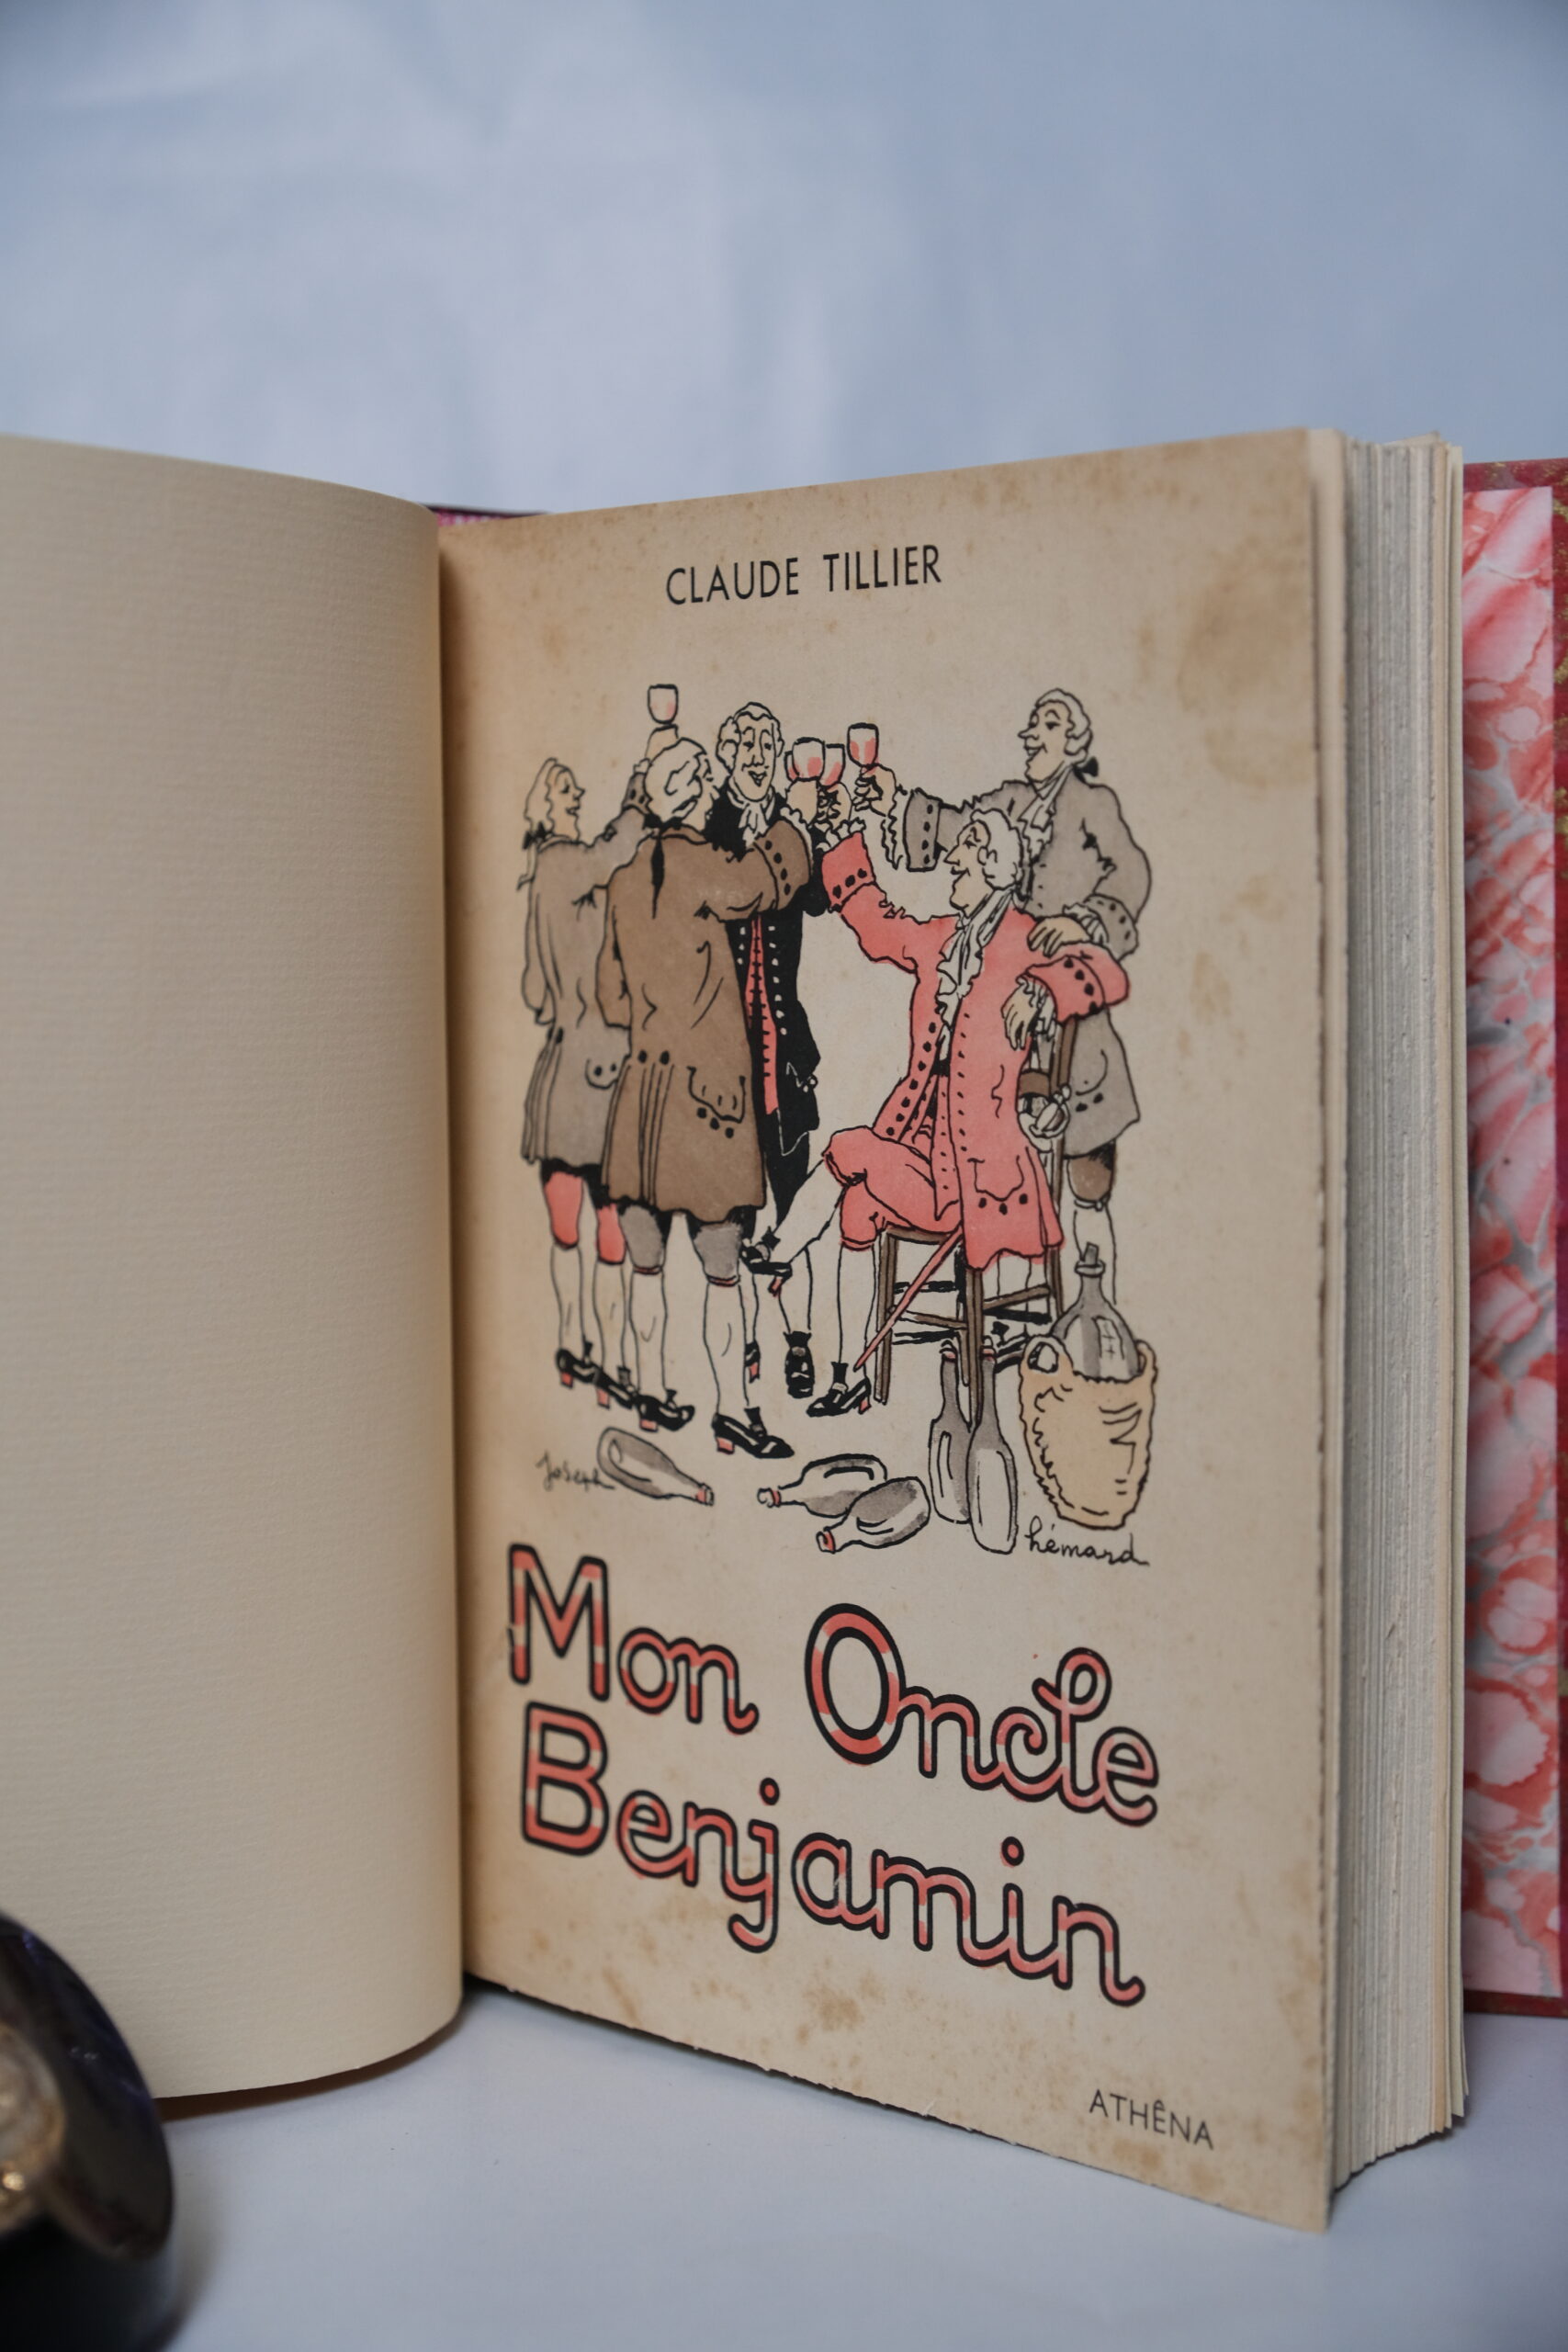 CLAUDE TILLIER
Joseph
hémard
Mon Oncle
Benjamin
ATHÊNA